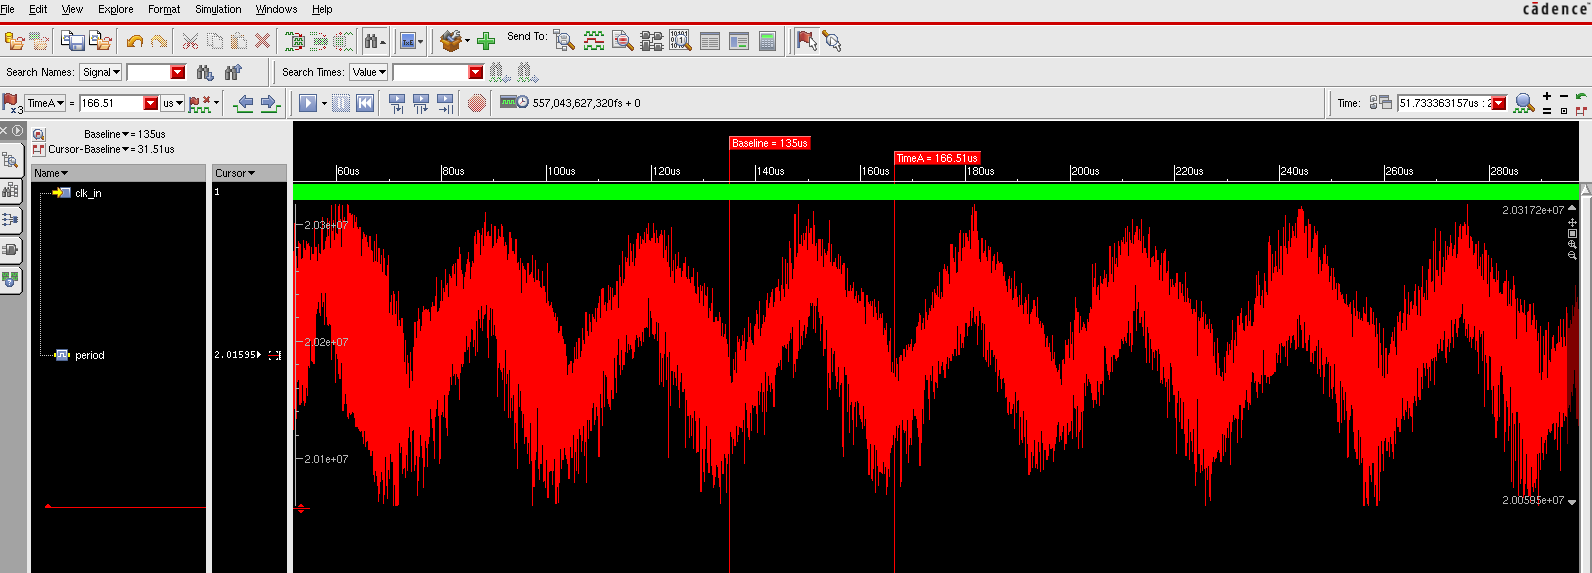 File Edit View Explore Format Simulation Windows Help
cādence
Send To:
Search Names: Signal
Search Times: Value
x3 TimeA = 166.51 us
557,043,627,320fs + 0
Time: 51.733363157us : 2
Baseline = 135us
Cursor-Baseline = 31.51us
Baseline = 135us
TimeA = 166.51us
Name Cursor
60us 80us 100us 120us 140us 160us 180us 200us 220us 240us 260us 280us
clk_in 1
2.03172e+07
2.03e+07
2.02e+07
period 2.01595
2.01e+07
2.00595e+07